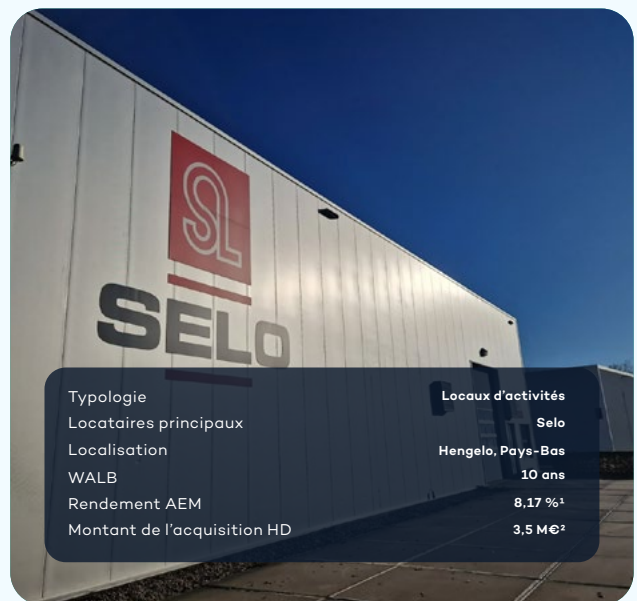 SL
SELO
Typologie Locaux d'activités
Locataires principaux Selo
Localisation Hengelo, Pays-Bas
WALB 10 ans
Rendement AEM 8,17 %¹
Montant de l'acquisition HD 3,5 M€²